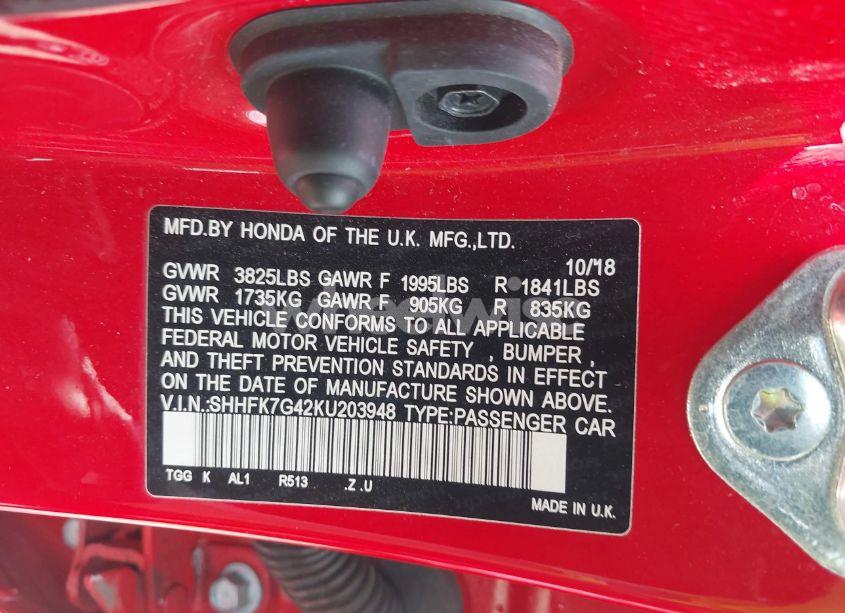 MFD.BY HONDA OF THE U.K. MFG.,LTD.
10/18
GVWR 3825LBS GAWR F 1995LBS R 1841LBS
GVWR 1735KG GAWR F 905KG R 835KG
THIS VEHICLE CONFORMS TO ALL APPLICABLE
FEDERAL MOTOR VEHICLE SAFETY , BUMPER ,
AND THEFT PREVENTION STANDARDS IN EFFECT
ON THE DATE OF MANUFACTURE SHOWN ABOVE.
V.I.N.:SHHFK7G42KU203948 TYPE:PASSENGER CAR
TGG K AL1 R513 .Z .U
MADE IN U.K.